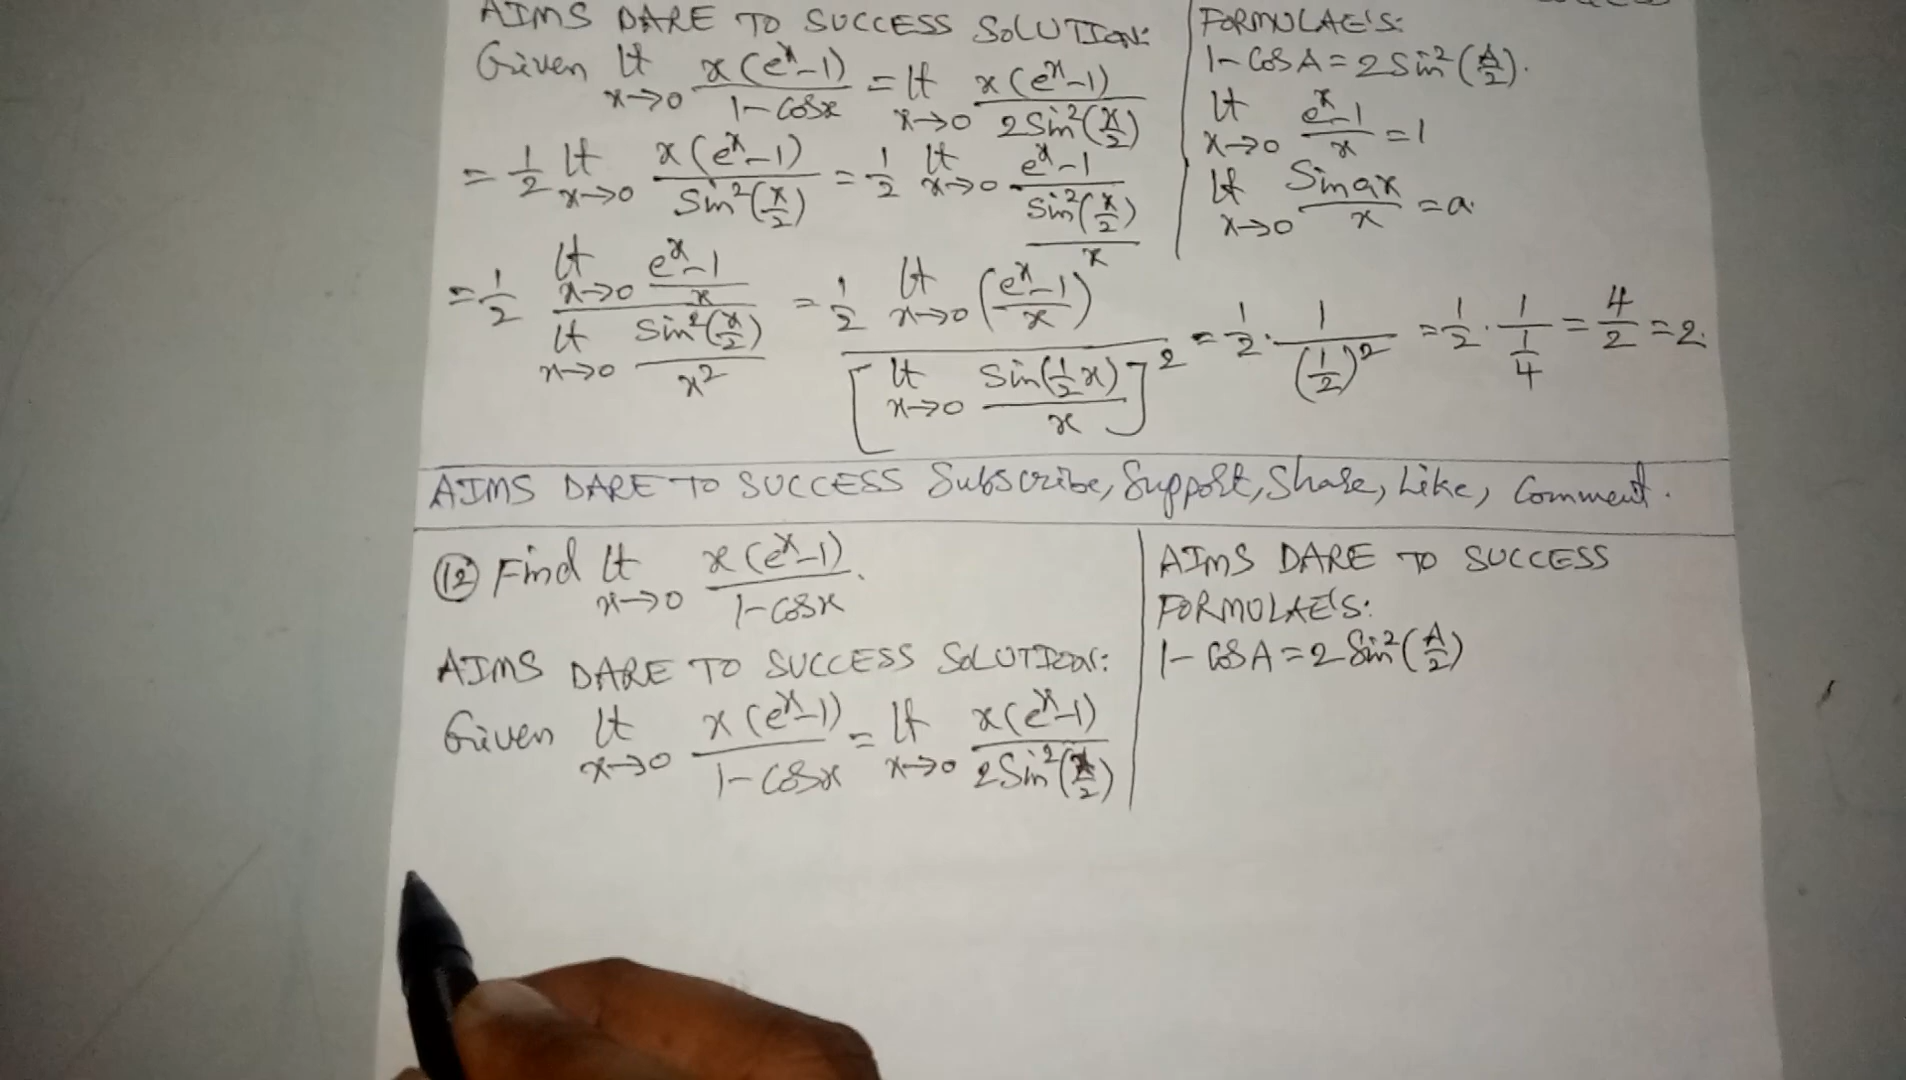 AIMS DARE TO SUCCESS SOLUTION:
Given lt x→0 x(e^x-1)/(1-cosx) = lt x→0 x(e^x-1)/(2Sin²(x/2))
= 1/2 lt x→0 x(e^x-1)/(Sin²(x/2)) = 1/2 lt x→0 (e^x-1)/((Sin²(x/2))/x)
= 1/2 (lt x→0 (e^x-1)/x)/(lt x→0 (Sin²(x/2))/x²) = 1/2 (lt x→0 ((e^x-1)/x))/([lt x→0 (Sin(1/2 x))/x]²) = 1/2 · 1/(1/2)² = 1/2 · 1/(1/4) = 4/2 = 2.
FORMULAE'S:
1-CosA = 2Sin²(A/2).
lt x→0 (e^x-1)/x = 1
lt x→0 (Sinax)/x = a.
AIMS DARE TO SUCCESS Subscribe, Support, Share, Like, Comment.
(12) Find lt x→0 x(e^x-1)/(1-cosx).
AIMS DARE TO SUCCESS SOLUTION:
Given lt x→0 x(e^x-1)/(1-cosx) = lt x→0 x(e^x-1)/(2Sin²(x/2))
AIMS DARE TO SUCCESS
FORMULAE'S:
1-CosA = 2Sin²(A/2)